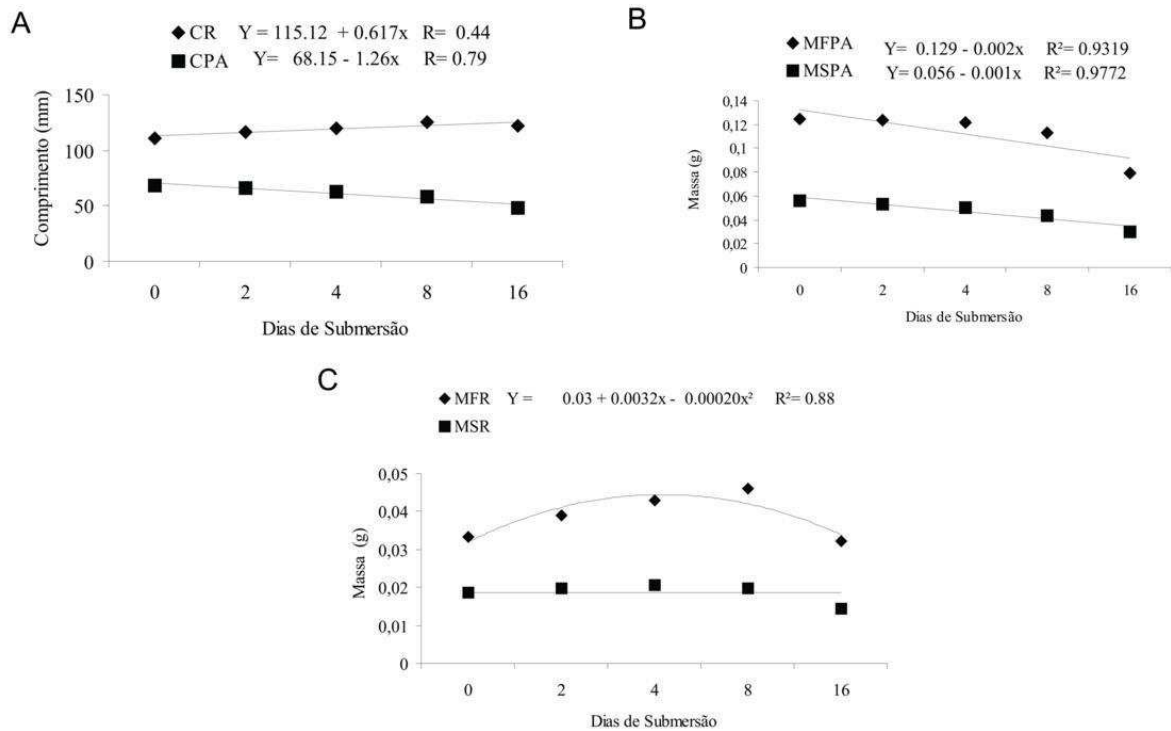 A
CR Y = 115.12 + 0.617x R= 0.44
CPA Y= 68.15 - 1.26x R= 0.79
150
100
50
0
Comprimento (mm)
0 2 4 8 16
Dias de Submersão
B
MFPA Y= 0.129 - 0.002x R²= 0.9319
MSPA Y= 0.056 - 0.001x R²= 0.9772
0,14
0,12
0,1
0,08
0,06
0,04
0,02
0
Massa (g)
0 2 4 8 16
Dias de Submersão
C
MFR Y = 0.03 + 0.0032x - 0.00020x² R²= 0.88
MSR
0,05
0,04
0,03
0,02
0,01
0
Massa (g)
0 2 4 8 16
Dias de Submersão